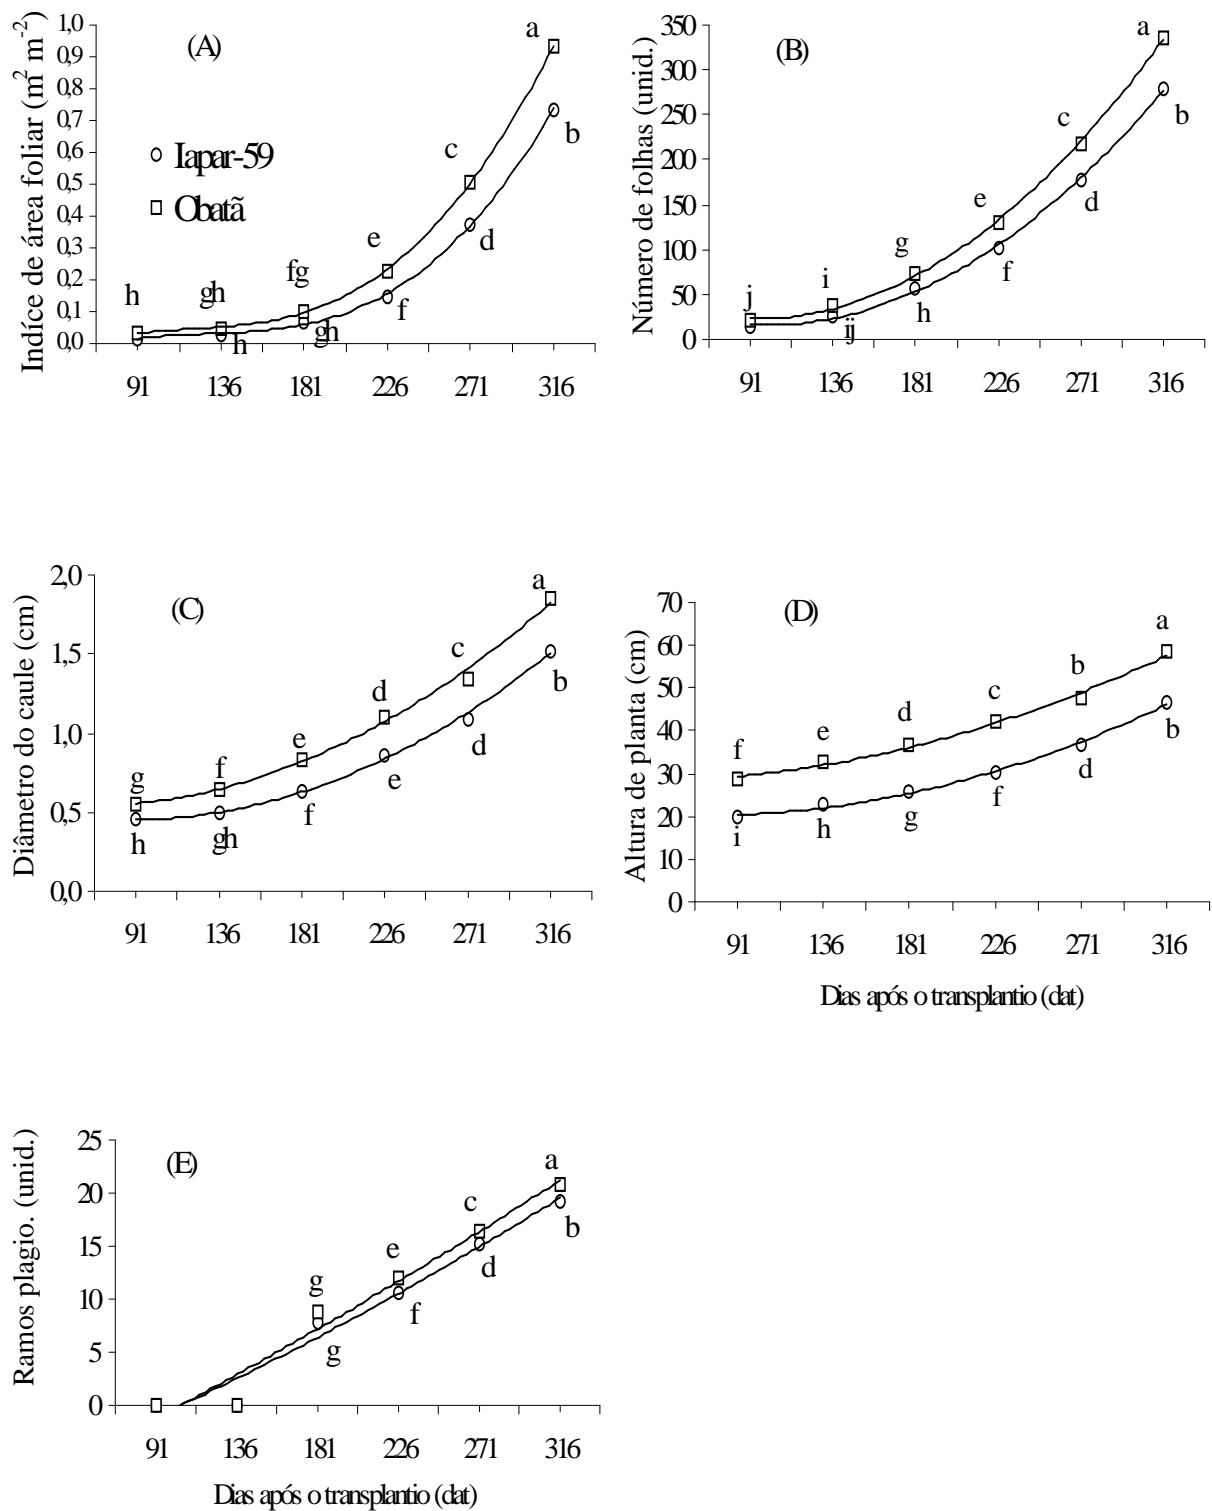 Indíce de área foliar (m² m⁻²)
(A)
1,0
0,9
0,8
0,7
0,6
0,5
0,4
0,3
0,2
0,1
0,0
Iapar-59
Obatã
a
b
c
d
e
f
fg
gh
gh
h
h
91 136 181 226 271 316
Número de folhas (unid.)
(B)
350
300
250
200
150
100
50
0
a
b
c
d
e
f
g
h
i
ij
j
91 136 181 226 271 316
Diâmetro do caule (cm)
(C)
2,0
1,5
1,0
0,5
0,0
a
b
c
d
d
e
e
f
f
g
gh
h
91 136 181 226 271 316
Altura de planta (cm)
(D)
70
60
50
40
30
20
10
0
a
b
b
c
d
d
e
f
f
g
h
i
91 136 181 226 271 316
Dias após o transplantio (dat)
Ramos plagio. (unid.)
(E)
25
20
15
10
5
0
a
b
c
d
e
f
g
g
91 136 181 226 271 316
Dias após o transplantio (dat)